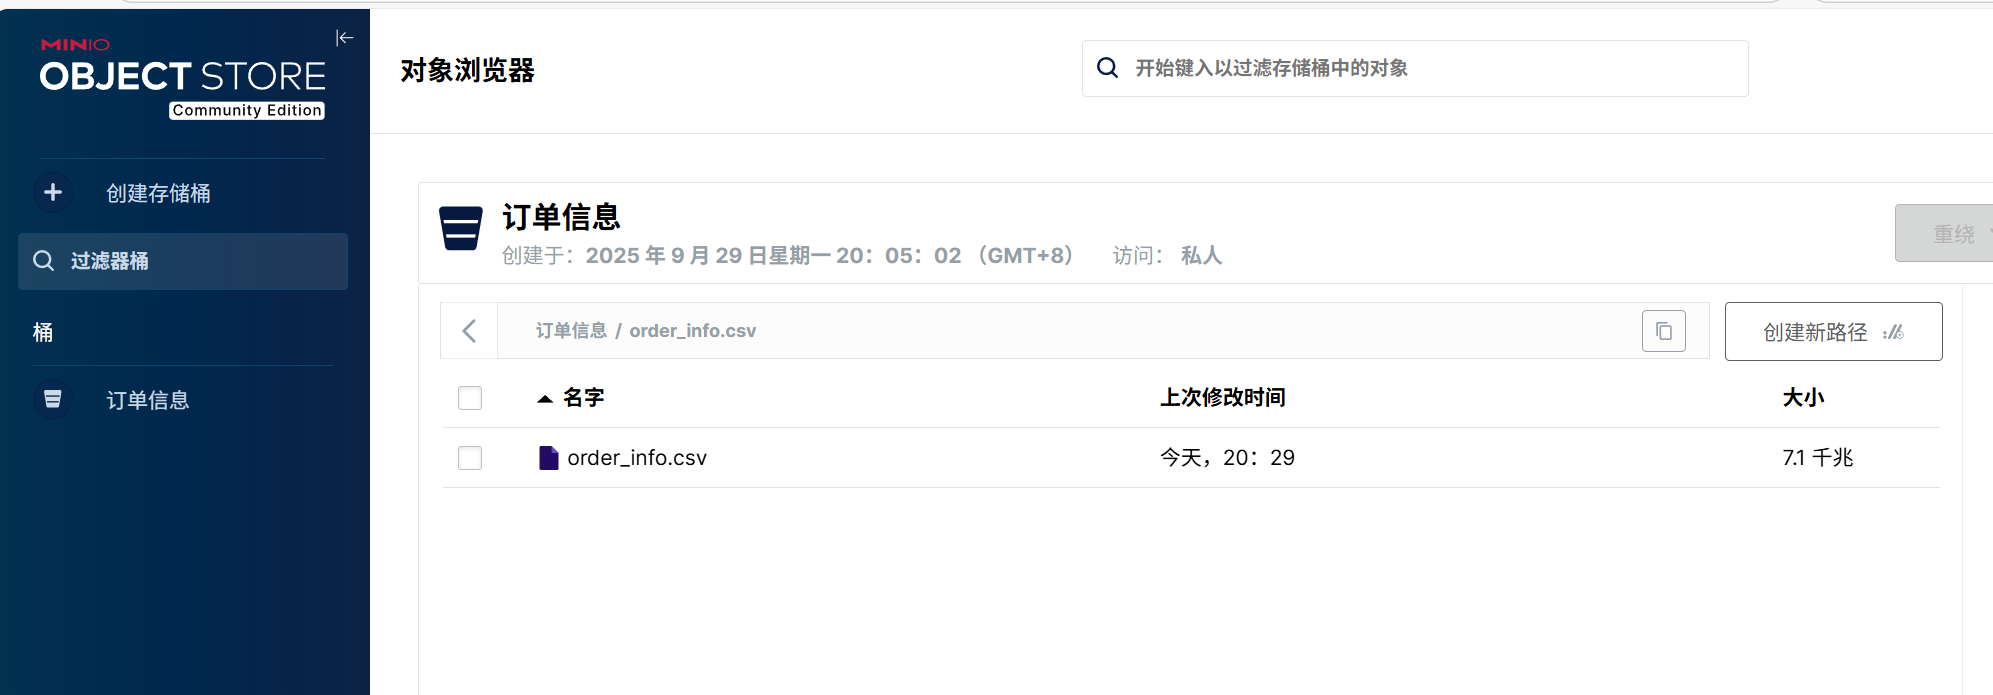 MINIO
OBJECT STORE
Community Edition
创建存储桶
过滤器桶
桶
订单信息
对象浏览器
开始键入以过滤存储桶中的对象
订单信息
创建于：2025 年 9 月 29 日星期一 20：05：02 （GMT+8） 访问： 私人
重绕
订单信息 / order_info.csv
创建新路径
名字 上次修改时间 大小
order_info.csv 今天，20：29 7.1 千兆